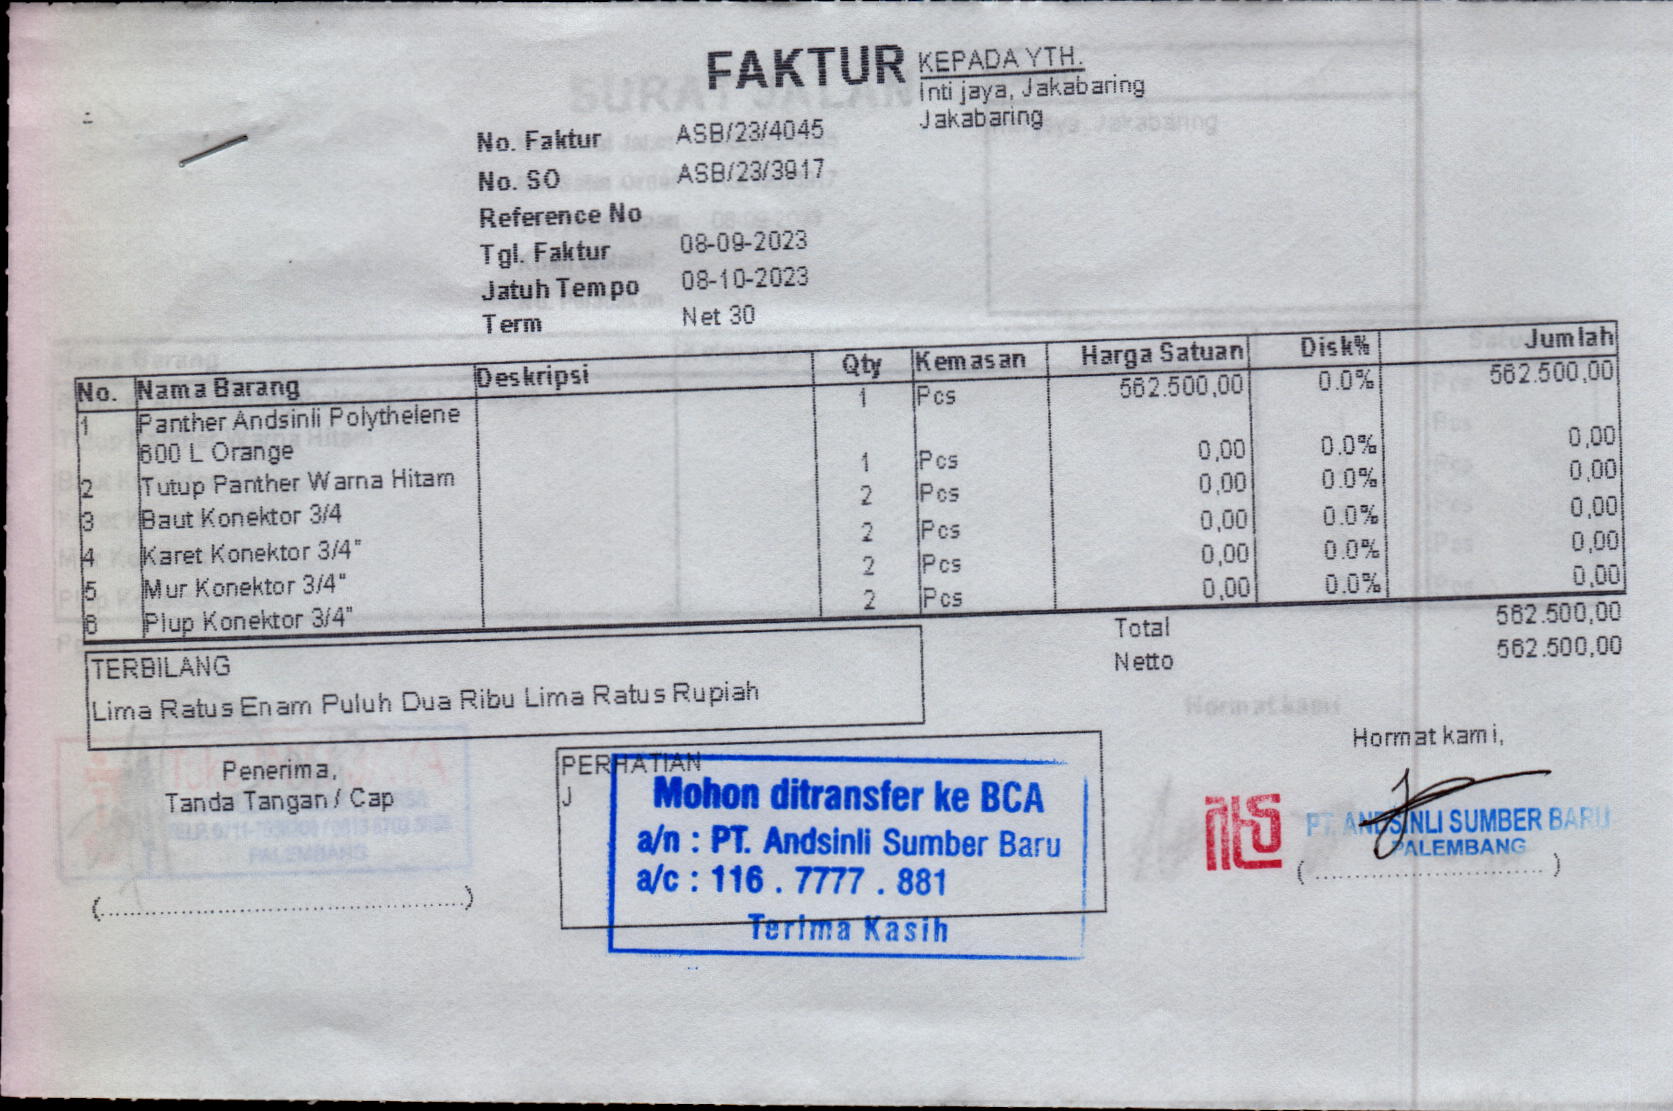 FAKTUR
KEPADA YTH.
Inti jaya, Jakabaring
Jakabaring
No. Faktur ASB/23/4045
No. SO ASB/23/3917
Reference No
Tgl. Faktur 08-09-2023
Jatuh Tempo 08-10-2023
Term Net 30
No. Nama Barang Deskripsi Qty Kemasan Harga Satuan Disk% Jumlah
1 Panther Andsinli Polythelene 1 Pcs 562.500,00 0.0% 562.500,00
600 L Orange
2 Tutup Panther Warna Hitam 1 Pcs 0,00 0.0% 0,00
3 Baut Konektor 3/4 2 Pcs 0,00 0.0% 0,00
4 Karet Konektor 3/4" 2 Pcs 0,00 0.0% 0,00
5 Mur Konektor 3/4" 2 Pcs 0,00 0.0% 0,00
6 Plup Konektor 3/4" 2 Pcs 0,00 0.0% 0,00
Total 562.500,00
Netto 562.500,00
TERBILANG
Lima Ratus Enam Puluh Dua Ribu Lima Ratus Rupiah
Penerima,
Tanda Tangan / Cap
(....................)
PERHATIAN
J
Mohon ditransfer ke BCA
a/n : PT. Andsinli Sumber Baru
a/c : 116 . 7777 . 881
Terima Kasih
Hormat kami,
PT. ANDSINLI SUMBER BARU
PALEMBANG
(....................)